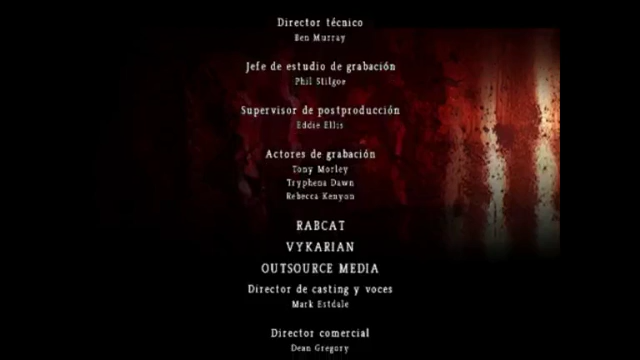 Director técnico
Ben Murray
Jefe de estudio de grabación
Phil Stilgoe
Supervisor de postproducción
Eddie Ellis
Actores de grabación
Tony Morley
Tryphena Dawn
Rebecca Kenyon
RABCAT
VYKARIAN
OUTSOURCE MEDIA
Director de casting y voces
Mark Estdale
Director comercial
Dean Gregory